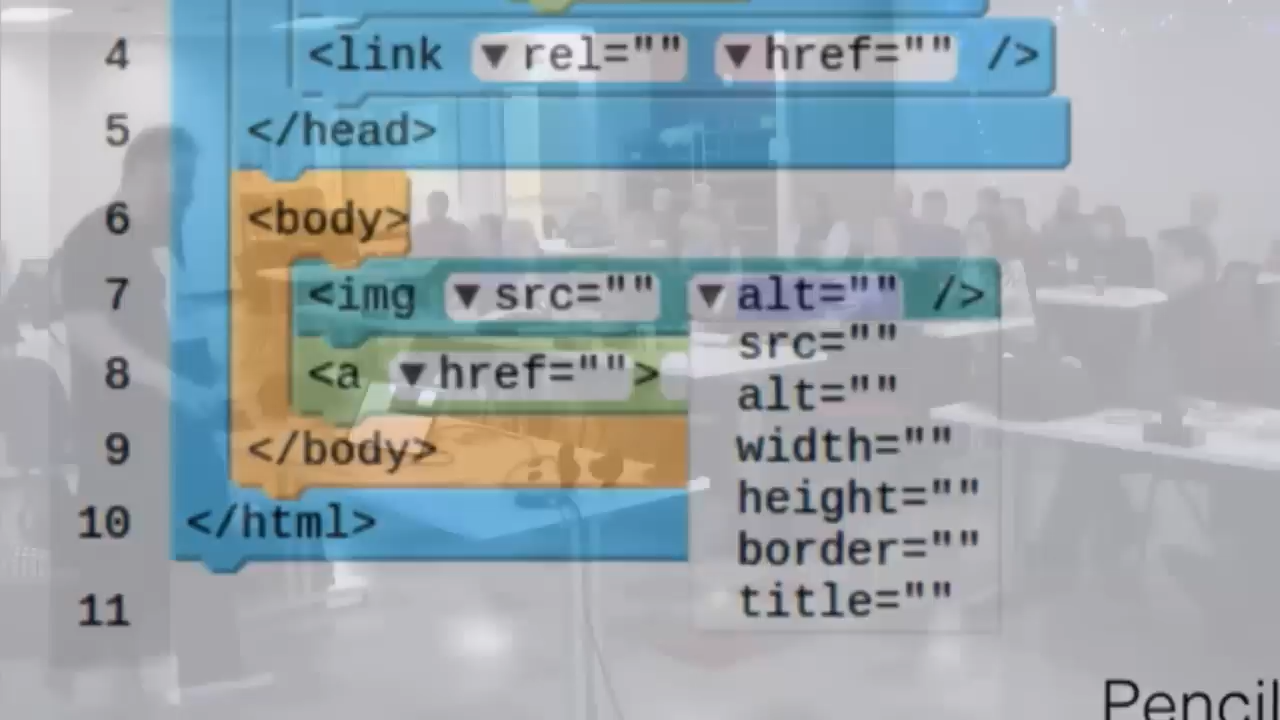 4 <link ▼ rel="" ▼ href="" />
5 </head>
6 <body>
7 <img ▼ src="" ▼ alt="" />
src=""
8 <a ▼ href="">
alt=""
width=""
9 </body>
height=""
10 </html>
border=""
11
title=""
Pencil